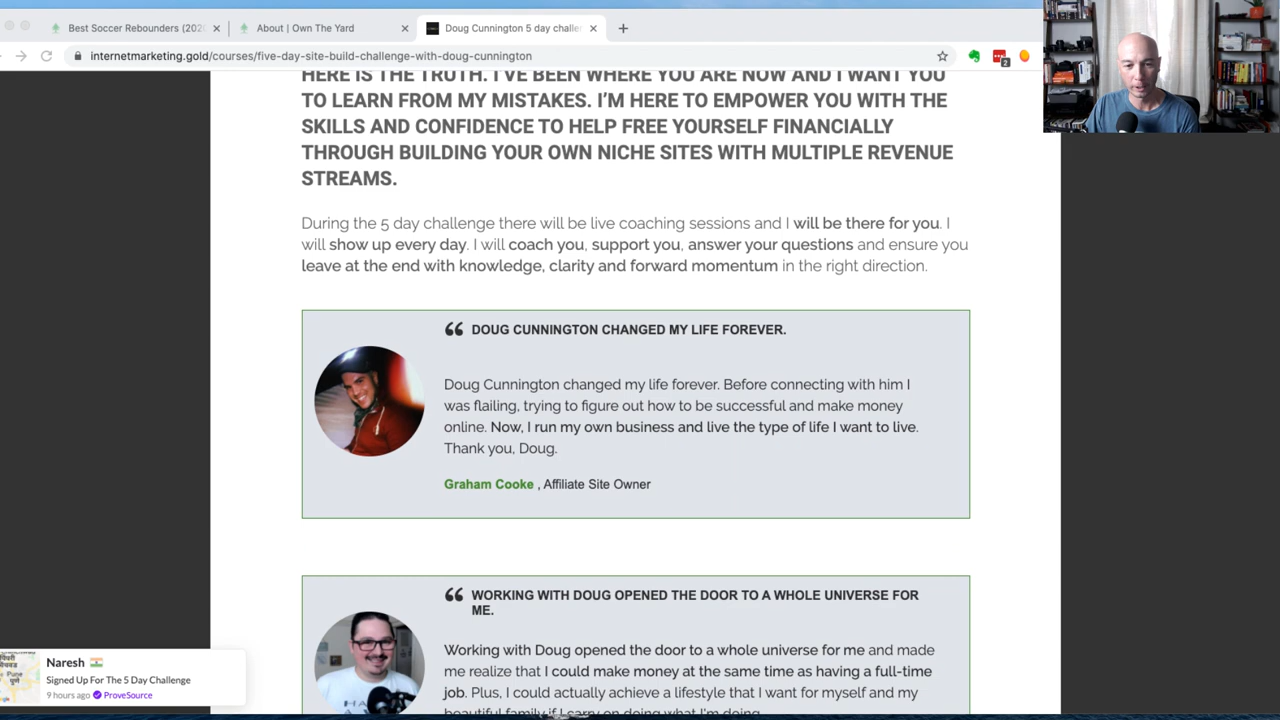 Best Soccer Rebounders (202
About | Own The Yard
Doug Cunnington 5 day challe
internetmarketing.gold/courses/five-day-site-build-challenge-with-doug-cunnington
2
HERE IS THE TRUTH. I'VE BEEN WHERE YOU ARE NOW AND I WANT YOU
TO LEARN FROM MY MISTAKES. I'M HERE TO EMPOWER YOU WITH THE
SKILLS AND CONFIDENCE TO HELP FREE YOURSELF FINANCIALLY
THROUGH BUILDING YOUR OWN NICHE SITES WITH MULTIPLE REVENUE
STREAMS.
During the 5 day challenge there will be live coaching sessions and I will be there for you. I
will show up every day. I will coach you, support you, answer your questions and ensure you
leave at the end with knowledge, clarity and forward momentum in the right direction.
“ DOUG CUNNINGTON CHANGED MY LIFE FOREVER.
Doug Cunnington changed my life forever. Before connecting with him I
was flailing, trying to figure out how to be successful and make money
online. Now, I run my own business and live the type of life I want to live.
Thank you, Doug.
Graham Cooke , Affiliate Site Owner
“ WORKING WITH DOUG OPENED THE DOOR TO A WHOLE UNIVERSE FOR
ME.
Working with Doug opened the door to a whole universe for me and made
me realize that I could make money at the same time as having a full-time
job. Plus, I could actually achieve a lifestyle that I want for myself and my
beautiful family if I carry on doing what I'm doing.
Naresh
Signed Up For The 5 Day Challenge
9 hours ago ProveSource